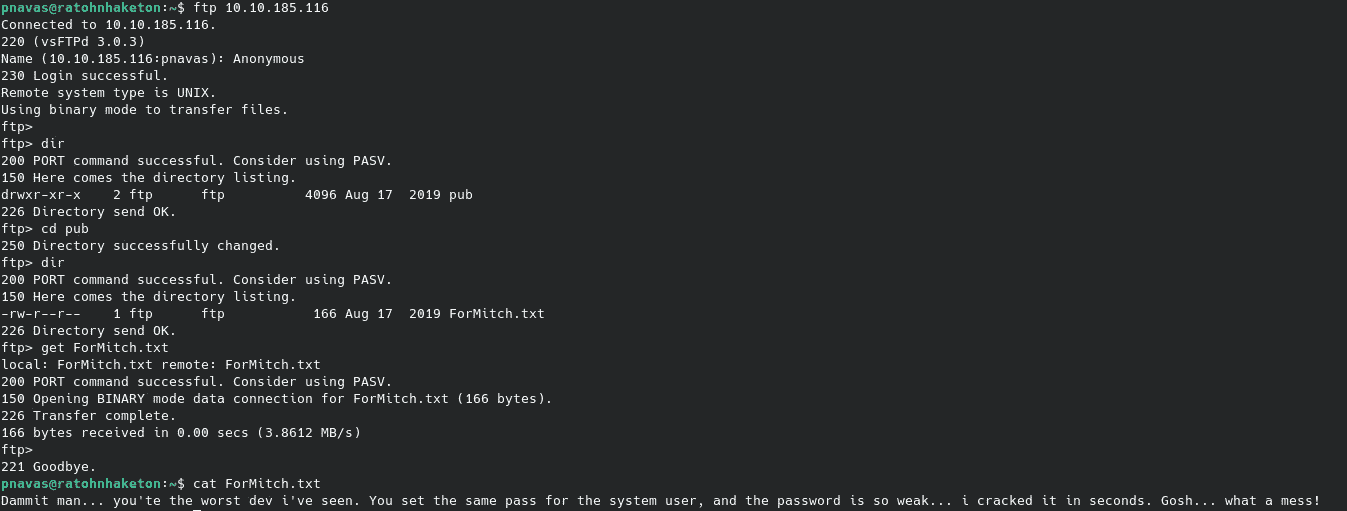 pnavas@ratohnhaketon:~$ ftp 10.10.185.116
Connected to 10.10.185.116.
220 (vsFTPd 3.0.3)
Name (10.10.185.116:pnavas): Anonymous
230 Login successful.
Remote system type is UNIX.
Using binary mode to transfer files.
ftp>
ftp> dir
200 PORT command successful. Consider using PASV.
150 Here comes the directory listing.
drwxr-xr-x    2 ftp      ftp          4096 Aug 17  2019 pub
226 Directory send OK.
ftp> cd pub
250 Directory successfully changed.
ftp> dir
200 PORT command successful. Consider using PASV.
150 Here comes the directory listing.
-rw-r--r--    1 ftp      ftp           166 Aug 17  2019 ForMitch.txt
226 Directory send OK.
ftp> get ForMitch.txt
local: ForMitch.txt remote: ForMitch.txt
200 PORT command successful. Consider using PASV.
150 Opening BINARY mode data connection for ForMitch.txt (166 bytes).
226 Transfer complete.
166 bytes received in 0.00 secs (3.8612 MB/s)
ftp>
221 Goodbye.
pnavas@ratohnhaketon:~$ cat ForMitch.txt
Dammit man... you'te the worst dev i've seen. You set the same pass for the system user, and the password is so weak... i cracked it in seconds. Gosh... what a mess!